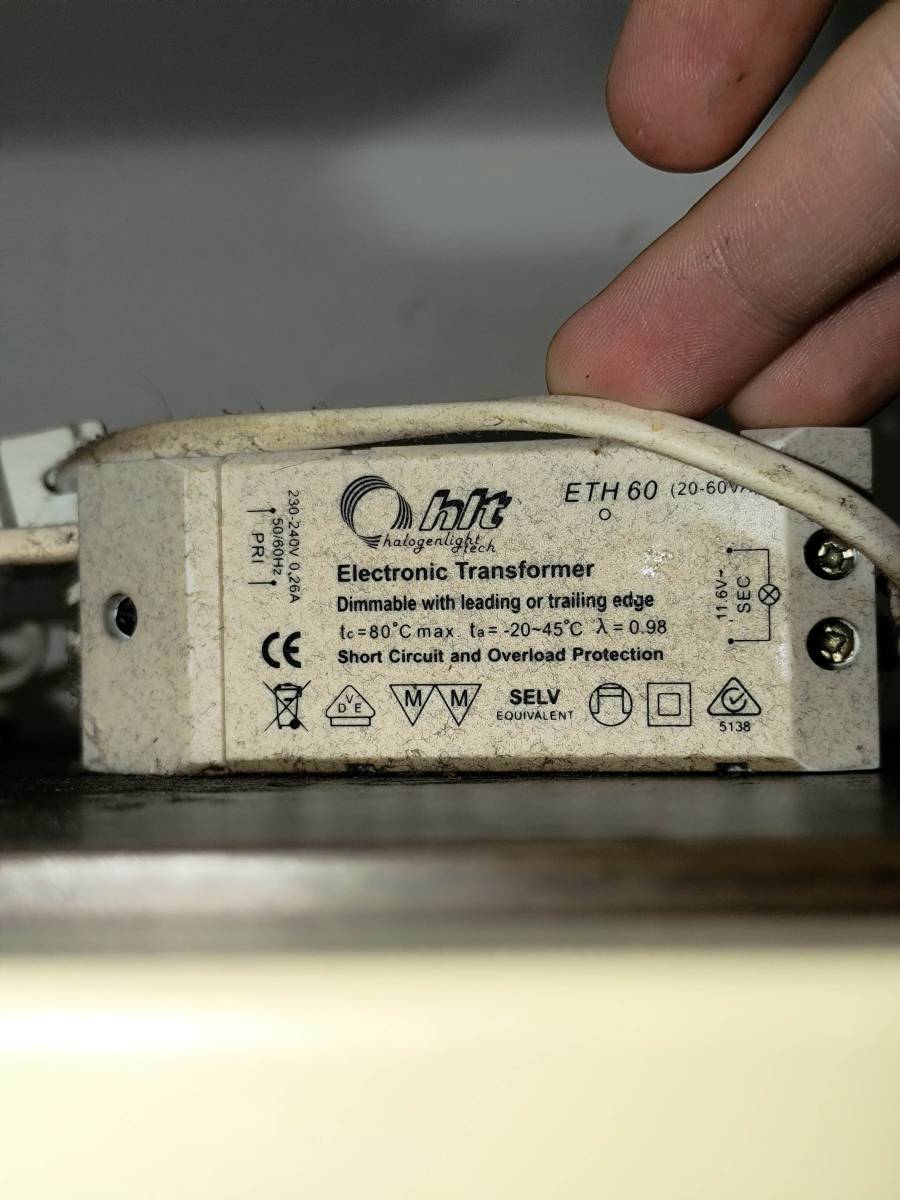 230-240V 0,26A
50/60Hz
PRI
hlt
halogenlight
tech
ETH 60 (20-60VA
Electronic Transformer
Dimmable with leading or trailing edge
tc=80°C max. ta= -20~45°C λ = 0.98
Short Circuit and Overload Protection
11.6V~
SEC
CE
VDE
M M
SELV
EQUIVALENT
5138